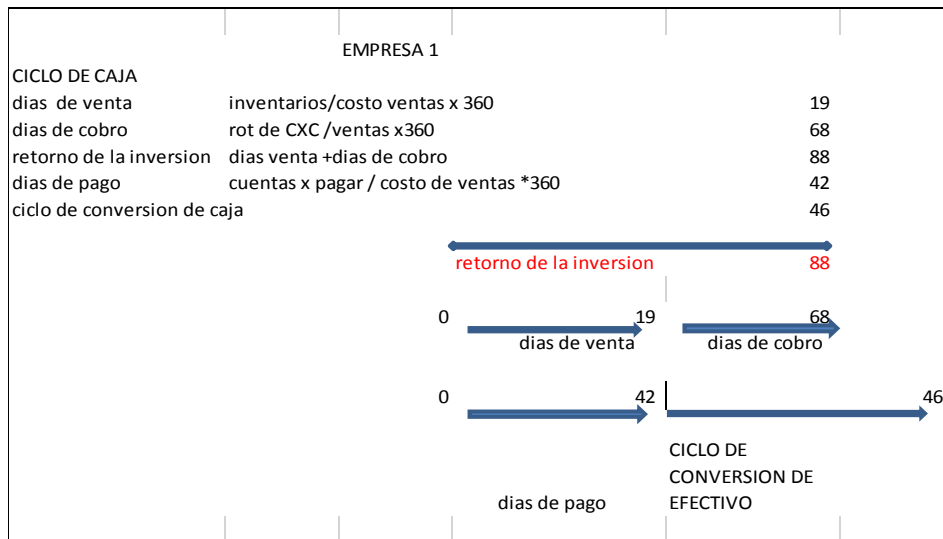 EMPRESA 1
CICLO DE CAJA
dias de venta inventarios/costo ventas x 360 19
dias de cobro rot de CXC /ventas x360 68
retorno de la inversion dias venta +dias de cobro 88
dias de pago cuentas x pagar / costo de ventas *360 42
ciclo de conversion de caja 46
retorno de la inversion 88
0 19 68
dias de venta dias de cobro
0 42 46
CICLO DE
CONVERSION DE
dias de pago EFECTIVO